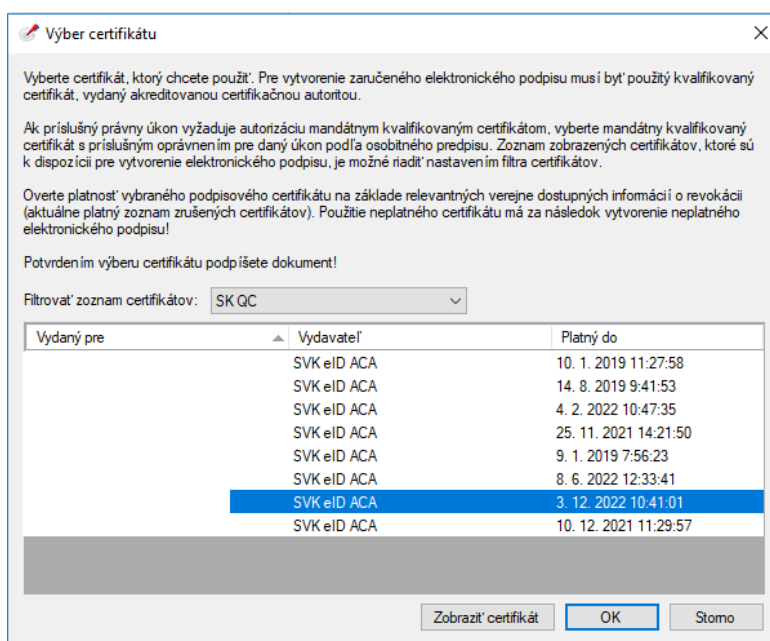 Výber certifikátu
Vyberte certifikát, ktorý chcete použiť. Pre vytvorenie zaručeného elektronického podpisu musí byť použitý kvalifikovaný
certifikát, vydaný akreditovanou certifikačnou autoritou.
Ak príslušný právny úkon vyžaduje autorizáciu mandátnym kvalifikovaným certifikátom, vyberte mandátny kvalifikovaný
certifikát s príslušným oprávnením pre daný úkon podľa osobitného predpisu. Zoznam zobrazených certifikátov, ktoré sú
k dispozícii pre vytvorenie elektronického podpisu, je možné riadiť nastavením filtra certifikátov.
Overte platnosť vybraného podpisového certifikátu na základe relevantných verejne dostupných informácií o revokácii
(aktuálne platný zoznam zrušených certifikátov). Použitie neplatného certifikátu má za následok vytvorenie neplatného
elektronického podpisu!
Potvrdením výberu certifikátu podpíšete dokument!
Filtrovať zoznam certifikátov: SK QC
Vydaný pre Vydavateľ Platný do
SVK eID ACA 10. 1. 2019 11:27:58
SVK eID ACA 14. 8. 2019 9:41:53
SVK eID ACA 4. 2. 2022 10:47:35
SVK eID ACA 25. 11. 2021 14:21:50
SVK eID ACA 9. 1. 2019 7:56:23
SVK eID ACA 8. 6. 2022 12:33:41
SVK eID ACA 3. 12. 2022 10:41:01
SVK eID ACA 10. 12. 2021 11:29:57
Zobraziť certifikát OK Storno